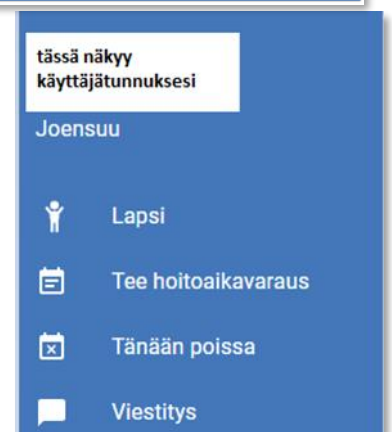 tässä näkyy
käyttäjätunnuksesi
Joensuu
Lapsi
Tee hoitoaikavaraus
Tänään poissa
Viestitys